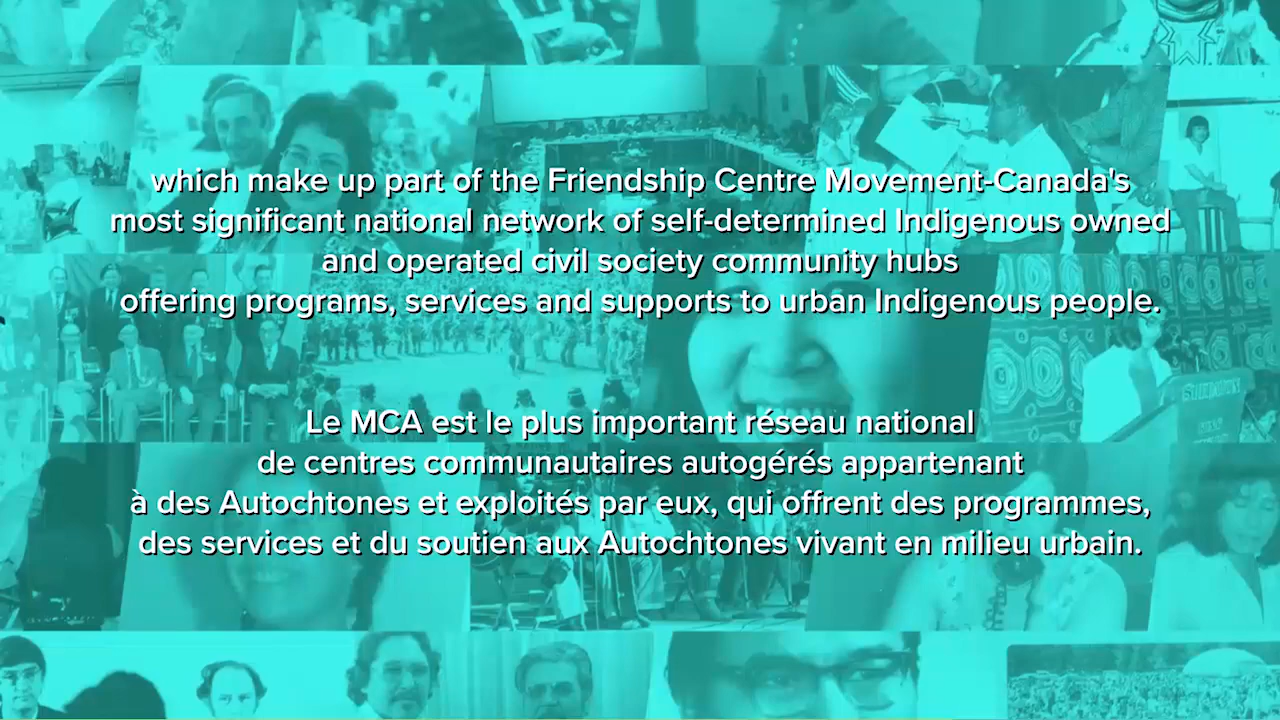 which make up part of the Friendship Centre Movement-Canada's
most significant national network of self-determined Indigenous owned
and operated civil society community hubs
offering programs, services and supports to urban Indigenous people.
Le MCA est le plus important réseau national
de centres communautaires autogérés appartenant
à des Autochtones et exploités par eux, qui offrent des programmes,
des services et du soutien aux Autochtones vivant en milieu urbain.